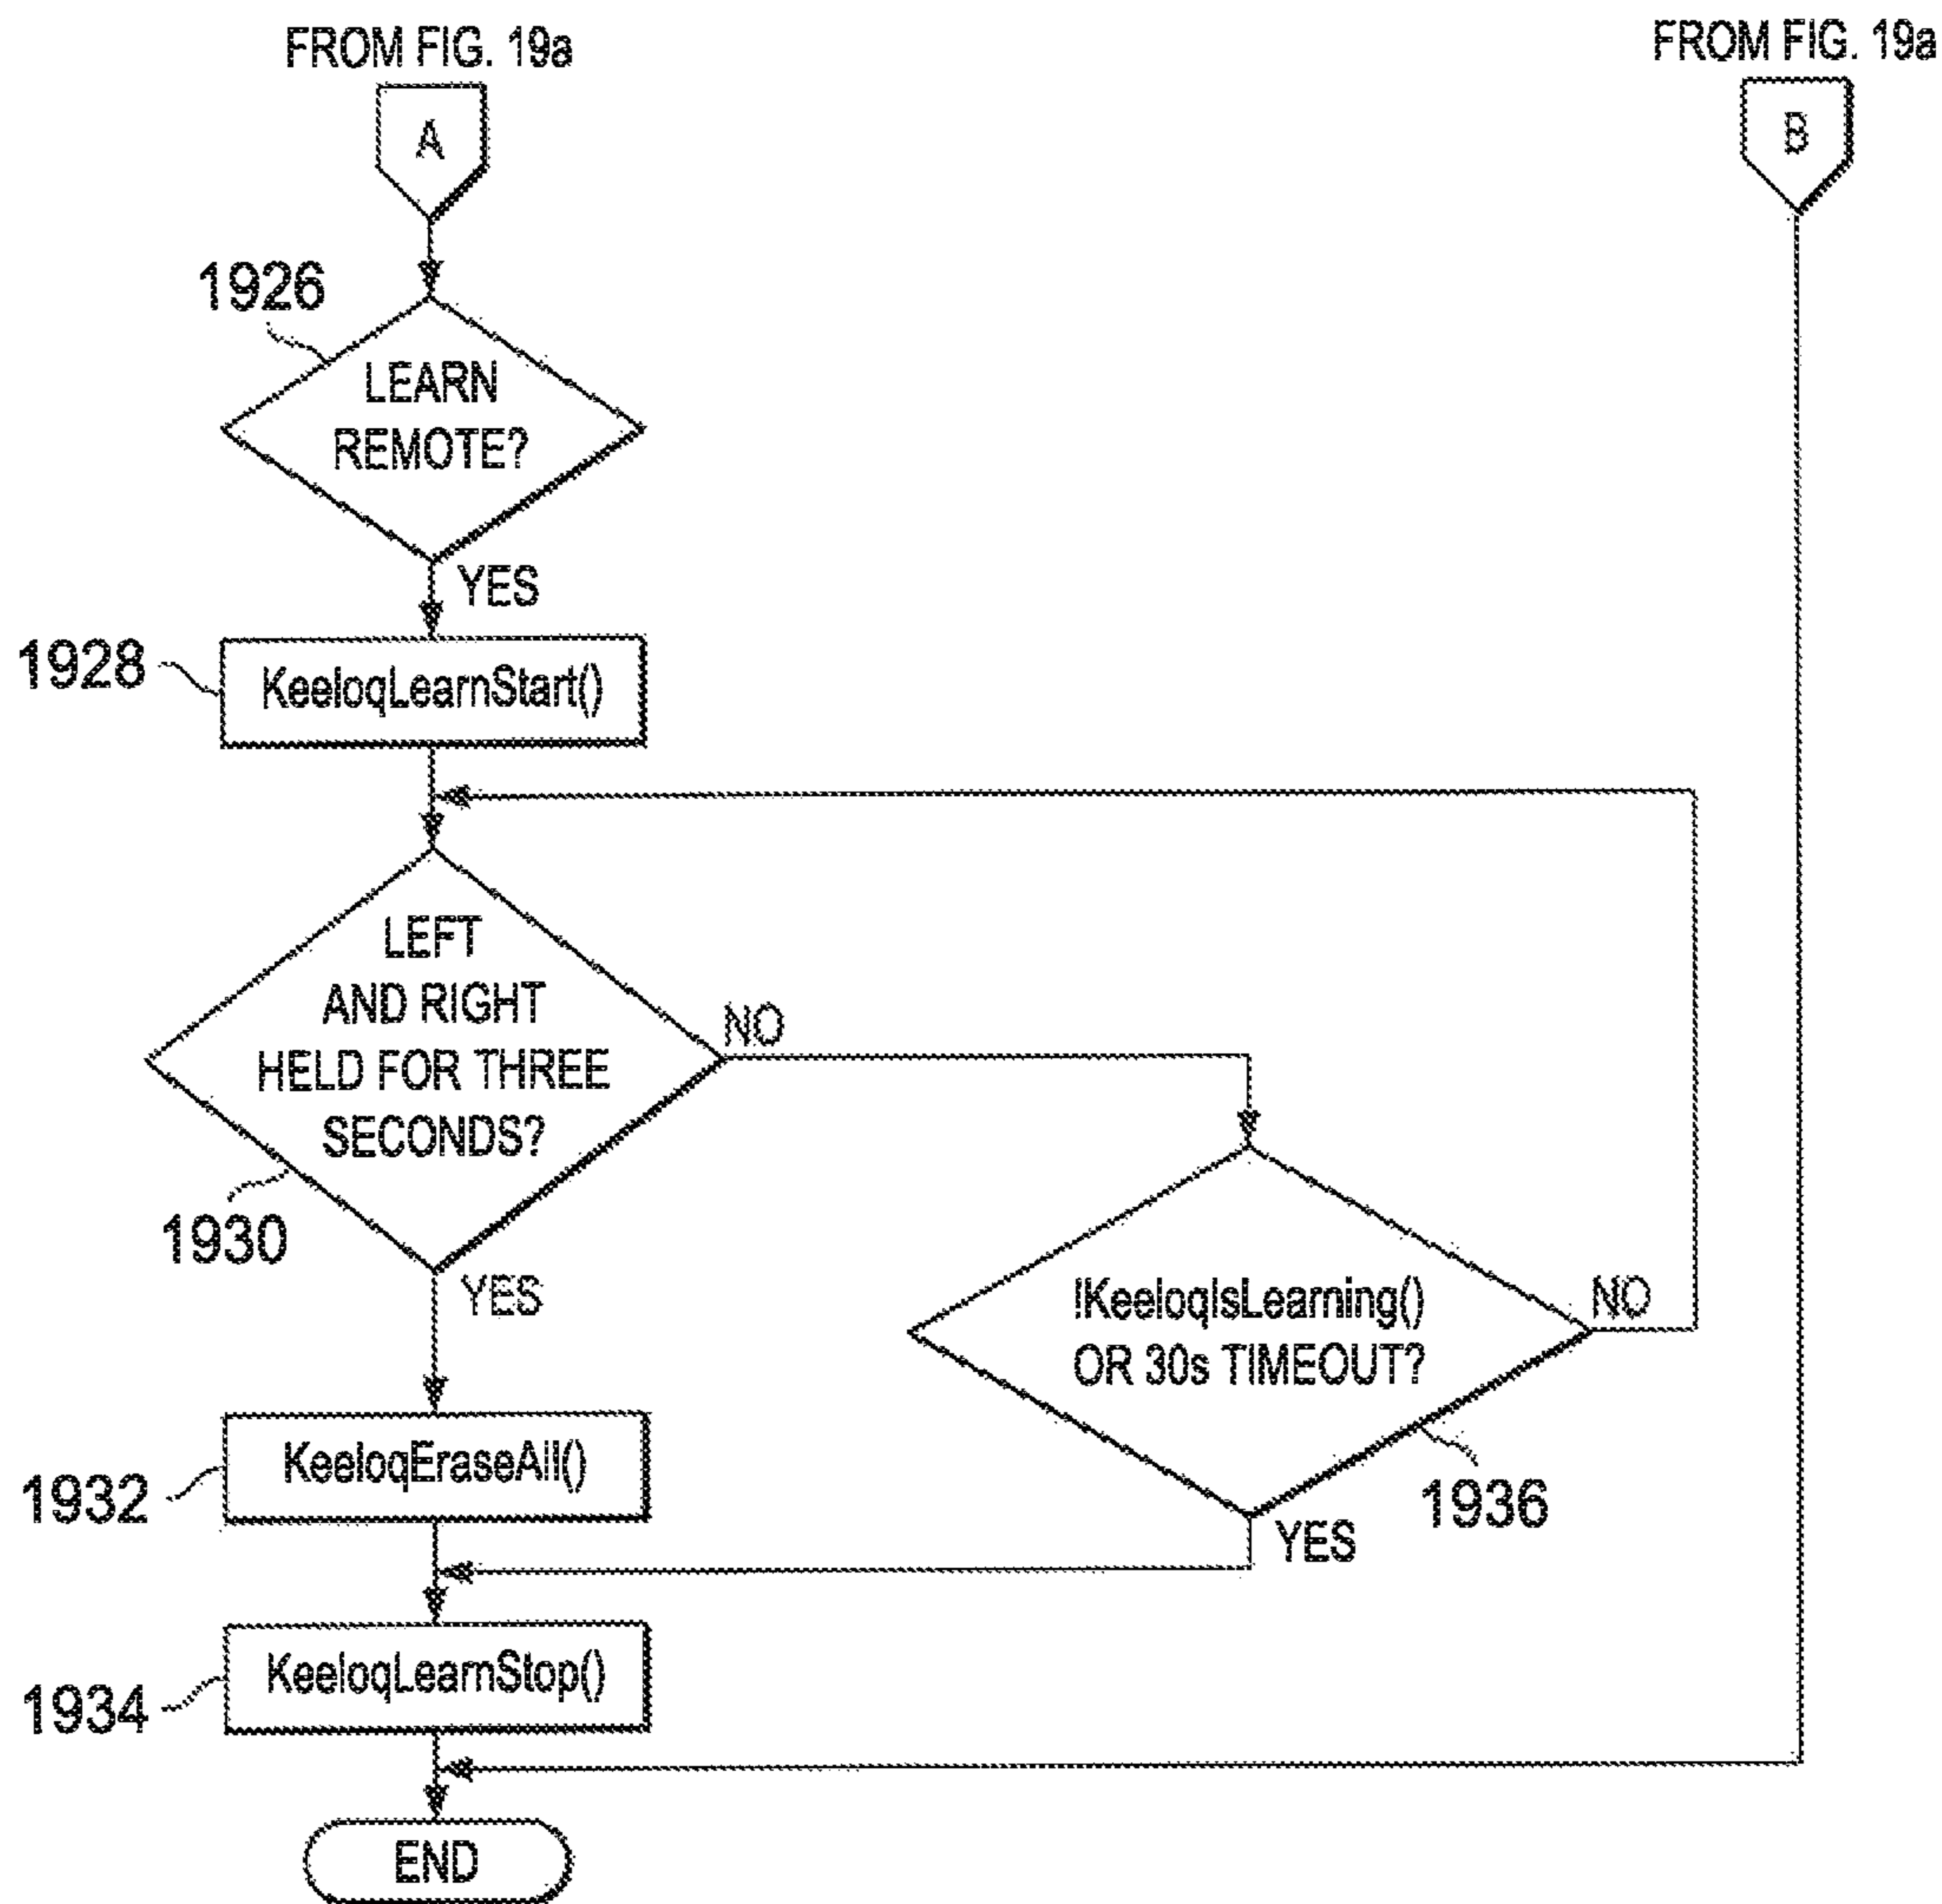 FROM FIG. 19a
A
FROM FIG. 19a
B
1926
LEARN
REMOTE?
YES
1928
KeeloqLearnStart()
LEFT
AND RIGHT
HELD FOR THREE
SECONDS?
NO
1930
YES
!KeeloqIsLearning()
OR 30s TIMEOUT?
NO
1936
YES
KeeloqEraseAll()
1932
KeeloqLearnStop()
1934
END